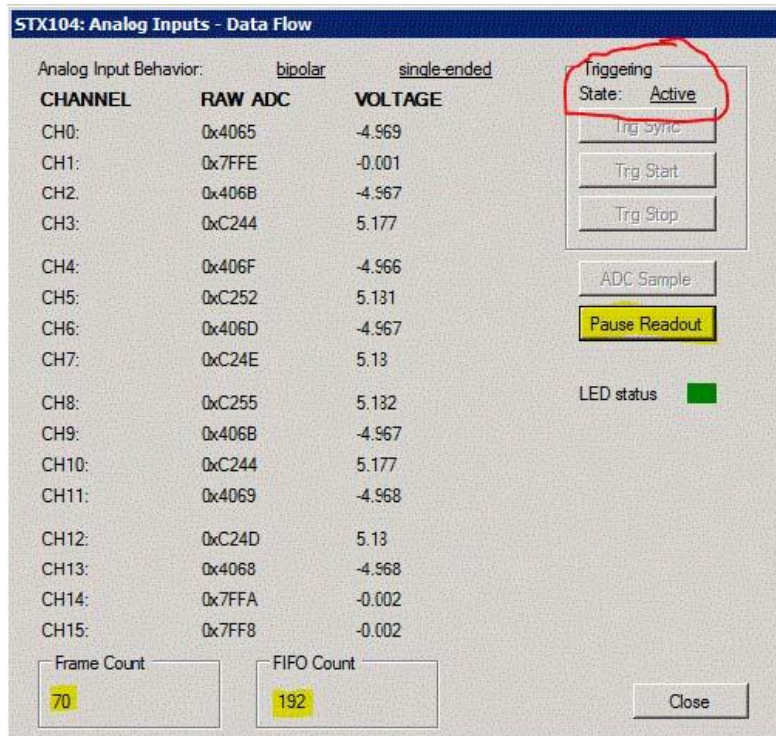 STX104: Analog Inputs - Data Flow
Analog Input Behavior: bipolar single-ended
CHANNEL RAW ADC VOLTAGE
CH0: 0x4065 -4.969
CH1: 0x7FFE -0.001
CH2. 0x406B -4.967
CH3: 0xC244 5.177
CH4: 0x406F -4.966
CH5: 0xC252 5.131
CH6: 0x406D -4.967
CH7: 0xC24E 5.13
CH8: 0xC255 5.132
CH9: 0x406B -4.967
CH10: 0xC244 5.177
CH11: 0x4069 -4.968
CH12: 0xC24D 5.13
CH13: 0x4068 -4.968
CH14: 0x7FFA -0.002
CH15: 0x7FF8 -0.002
Triggering
State: Active
Trg Sync
Trg Start
Trg Stop
ADC Sample
Pause Readout
LED status
Frame Count
70
FIFO Count
192
Close